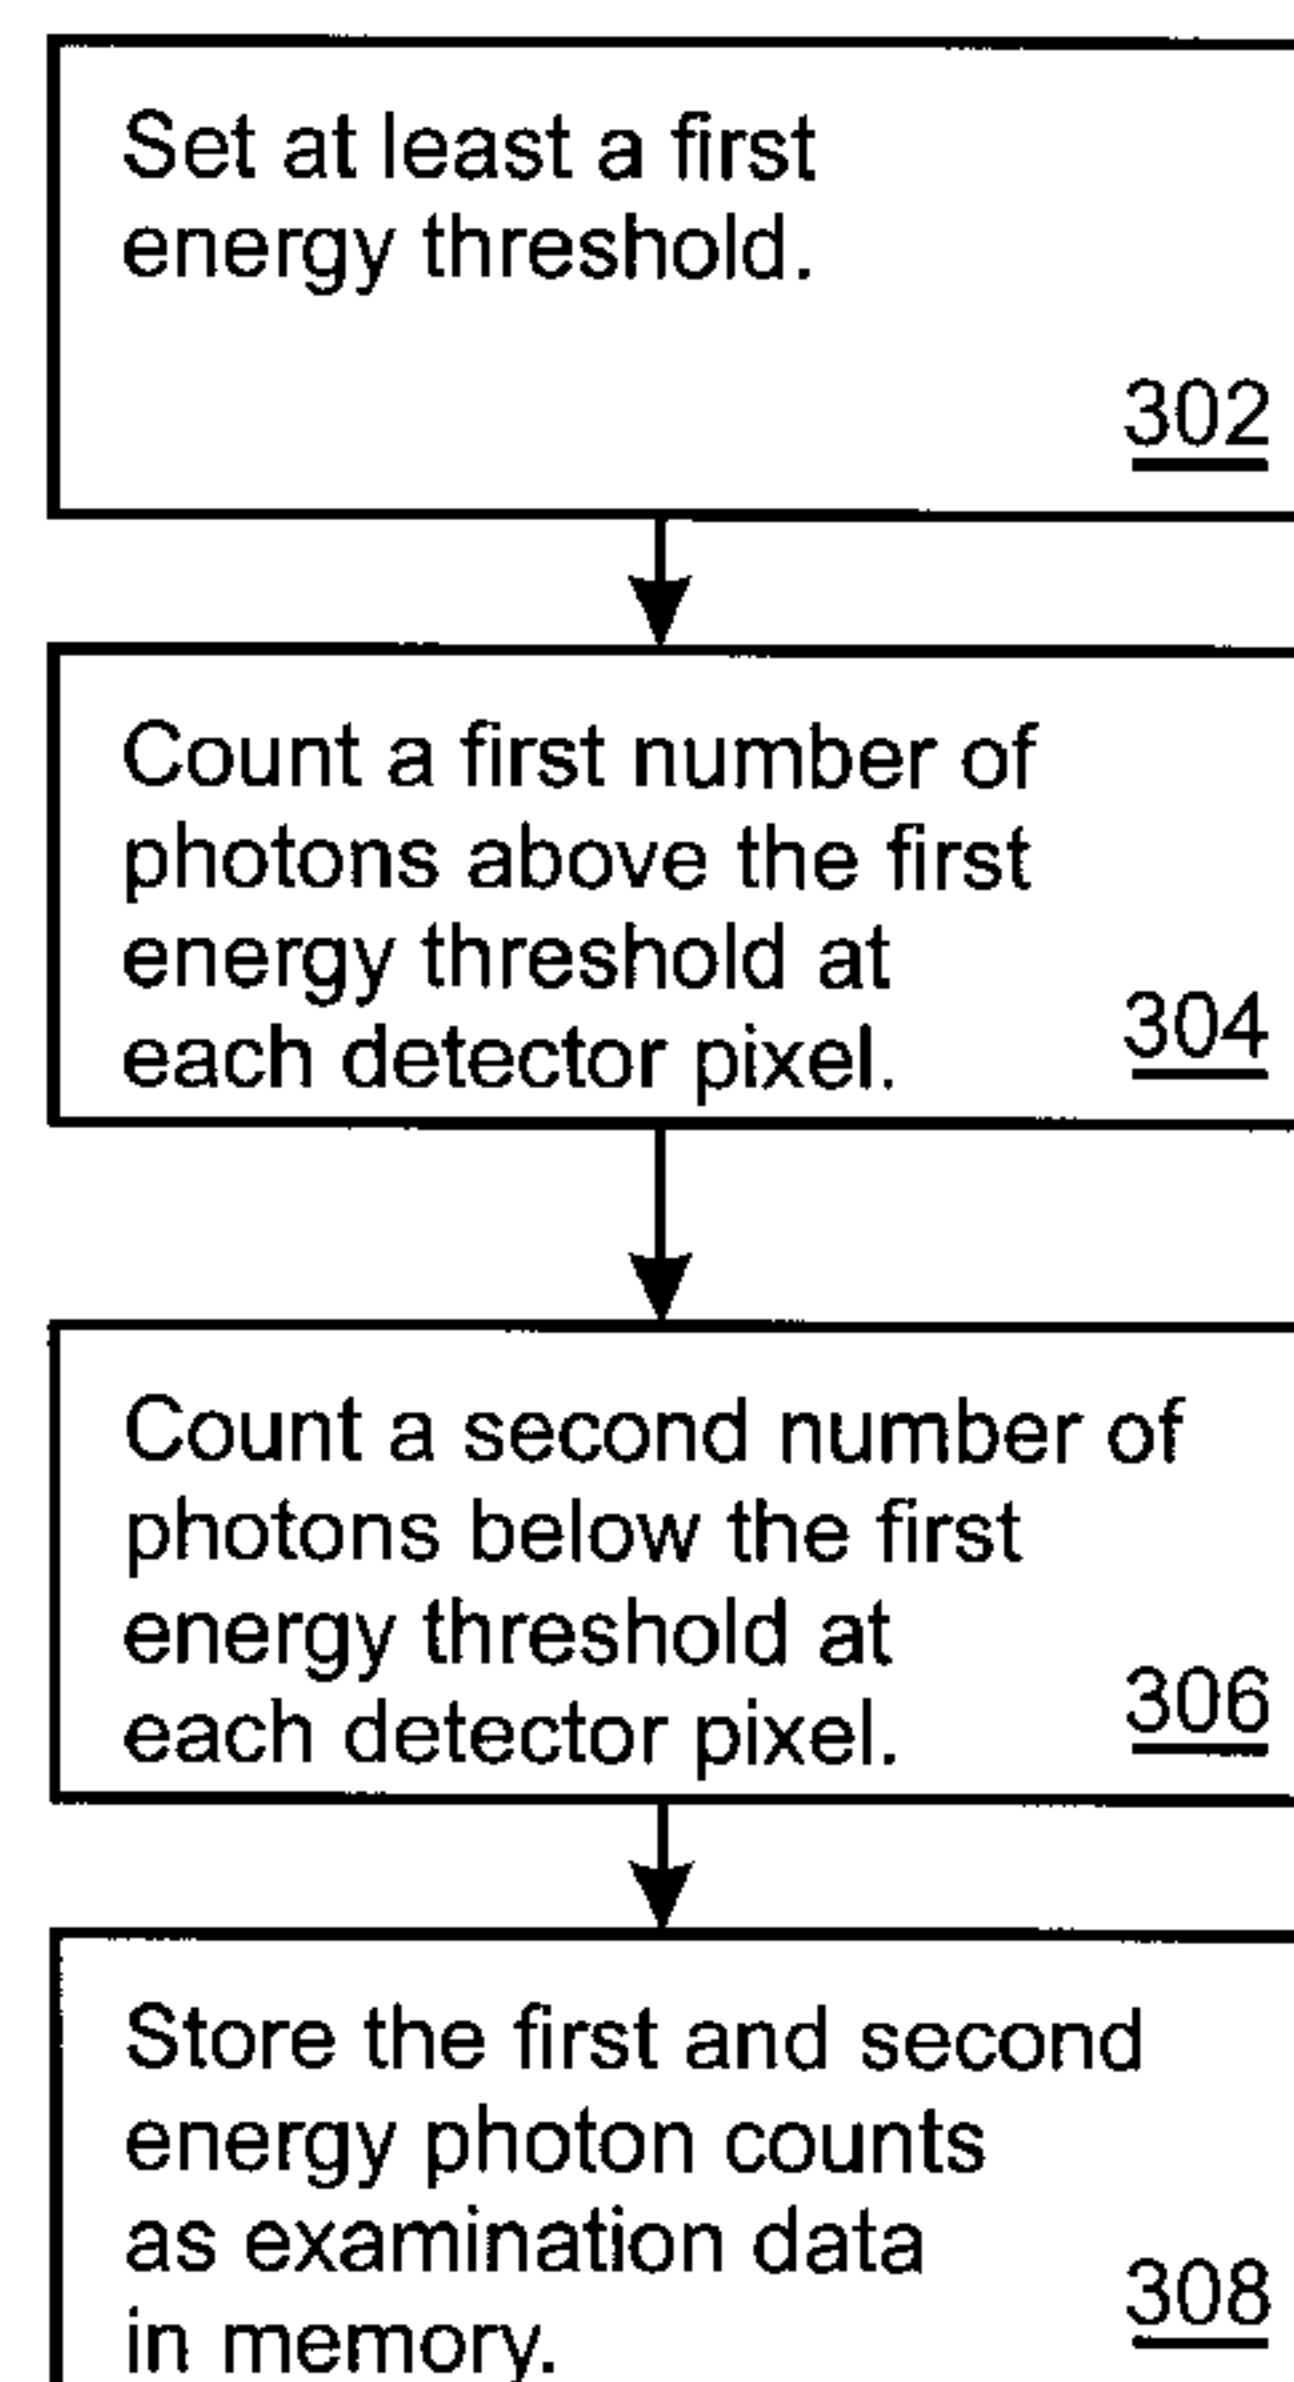 Set at least a first
energy threshold.
302
Count a first number of
photons above the first
energy threshold at
each detector pixel.
304
Count a second number of
photons below the first
energy threshold at
each detector pixel.
306
Store the first and second
energy photon counts
as examination data
in memory.
308